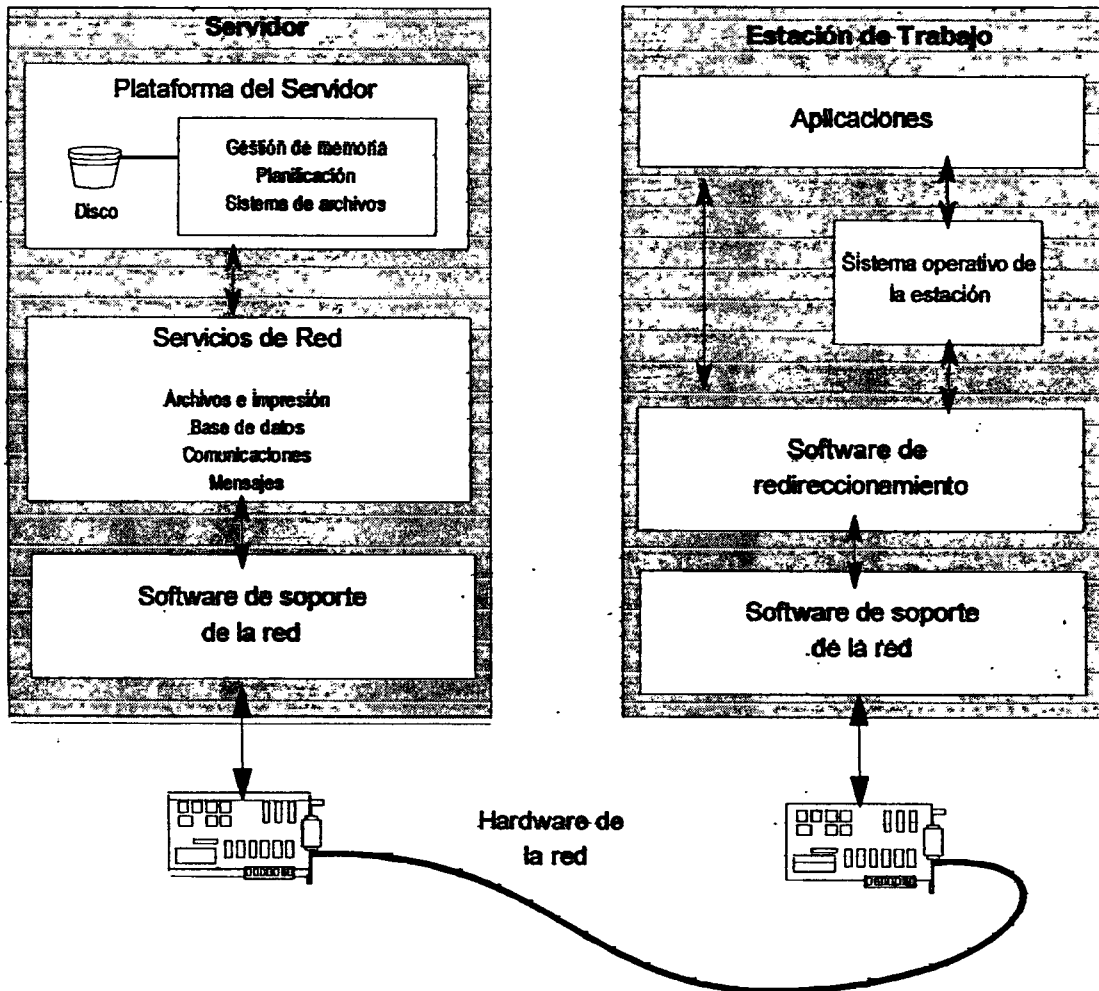 Servidor
Plataforma del Servidor
Gestión de memoria
Planificación
Sistema de archivos
Disco
Servicios de Red
Archivos e impresión
Base de datos
Comunicaciones
Mensajes
Software de soporte
de la red
Estación de Trabajo
Aplicaciones
Sistema operativo de
la estación
Software de
redireccionamiento
Software de soporte
de la red
Hardware de
la red